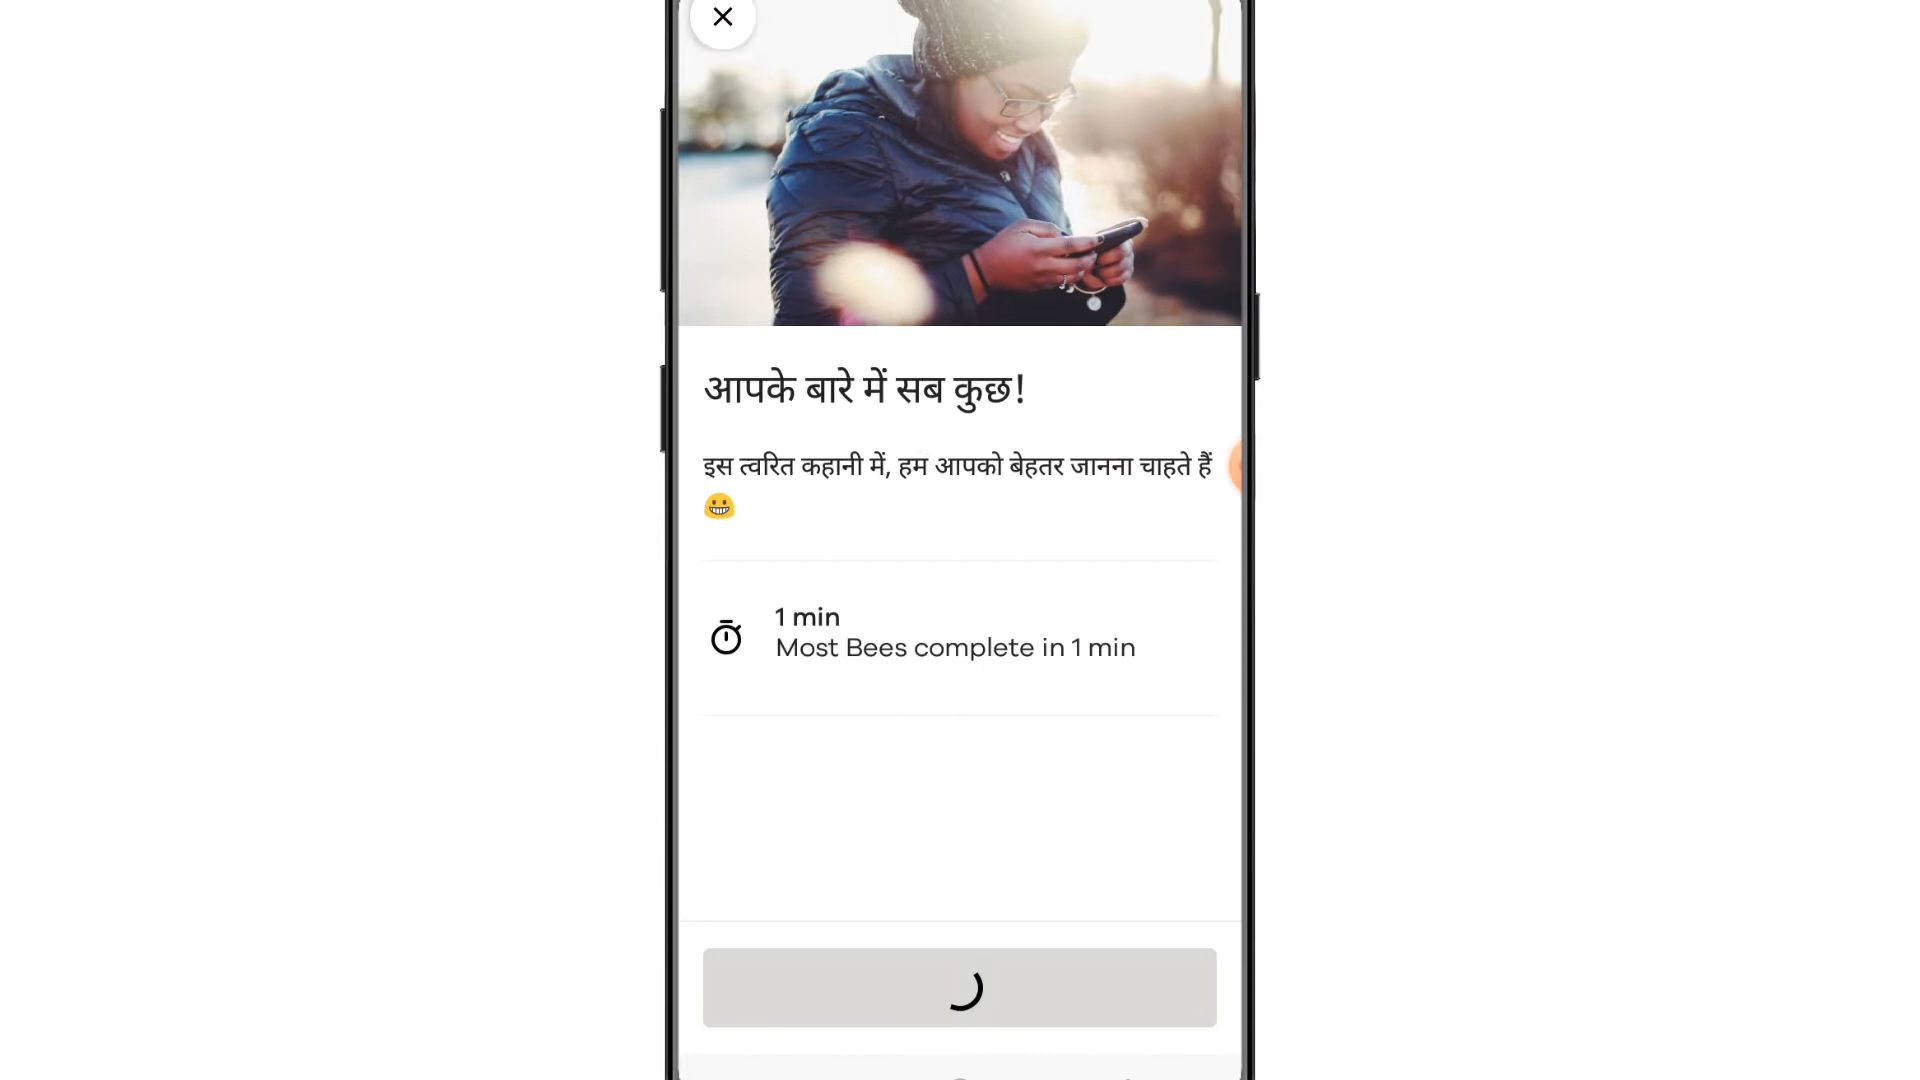 आपके बारे में सब कुछ!
इस त्वरित कहानी में, हम आपको बेहतर जानना चाहते हैं
😀
1 min
Most Bees complete in 1 min